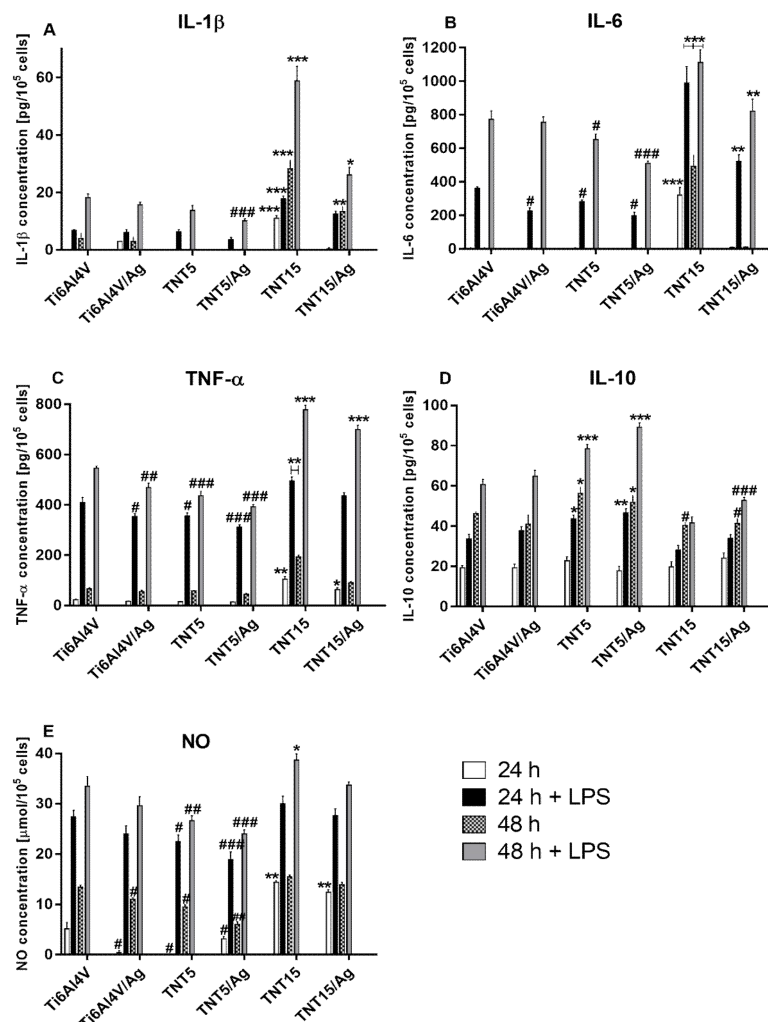 A IL-1β
IL-1β concentration [pg/10⁵ cells]
60
40
20
0
***
***
***
***
###
**
*
Ti6Al4V
Ti6Al4V/Ag
TNT5
TNT5/Ag
TNT15
TNT15/Ag
B IL-6
IL-6 concentration [pg/10⁵ cells]
1200
1000
800
600
400
200
0
#
#
#
#
###
***
***
**
**
Ti6Al4V
Ti6Al4V/Ag
TNT5
TNT5/Ag
TNT15
TNT15/Ag
C TNF-α
TNF-α concentration [pg/10⁵ cells]
800
600
400
200
0
#
##
#
###
###
###
**
**
***
*
***
Ti6Al4V
Ti6Al4V/Ag
TNT5
TNT5/Ag
TNT15
TNT15/Ag
D IL-10
IL-10 concentration [pg/10⁵ cells]
100
80
60
40
20
0
*
*
***
**
*
***
#
#
###
Ti6Al4V
Ti6Al4V/Ag
TNT5
TNT5/Ag
TNT15
TNT15/Ag
E NO
NO concentration [µmol/10⁵ cells]
40
30
20
10
0
#
#
#
#
#
##
#
###
##
###
**
*
**
Ti6Al4V
Ti6Al4V/Ag
TNT5
TNT5/Ag
TNT15
TNT15/Ag
24 h
24 h + LPS
48 h
48 h + LPS